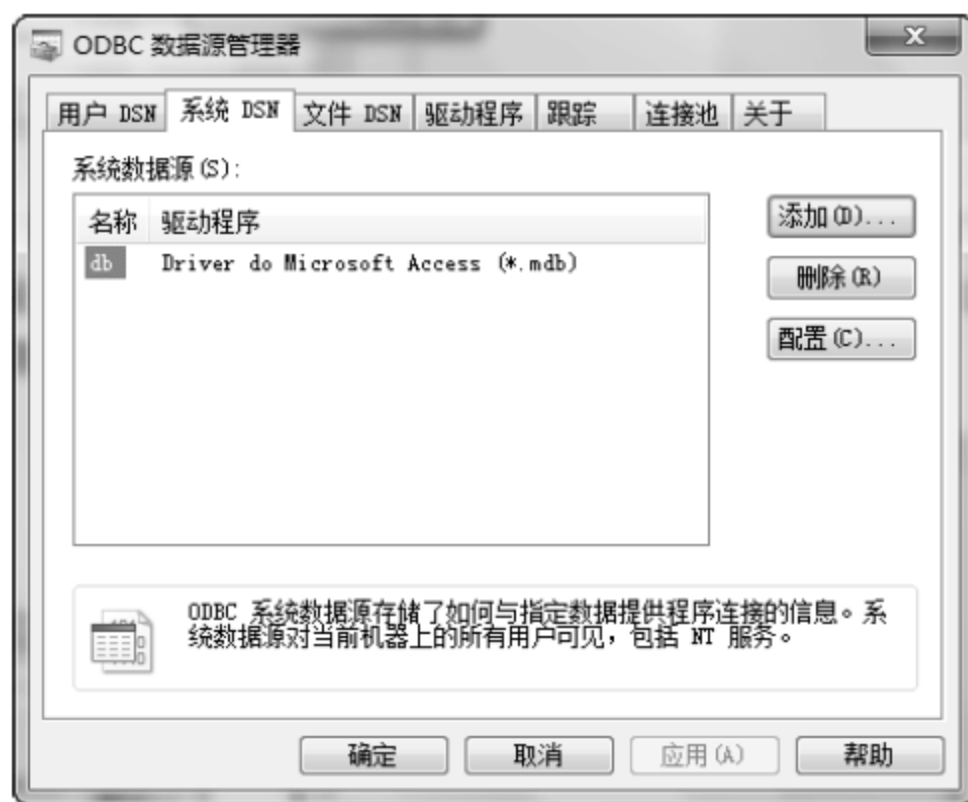 ODBC 数据源管理器
用户 DSN 系统 DSN 文件 DSN 驱动程序 跟踪 连接池 关于
系统数据源(S):
名称 驱动程序
添加(D)...
db Driver do Microsoft Access (*.mdb)
删除(R)
配置(C)...
ODBC 系统数据源存储了如何与指定数据提供程序连接的信息。系
统数据源对当前机器上的所有用户可见，包括 NT 服务。
确定 取消 应用(A) 帮助